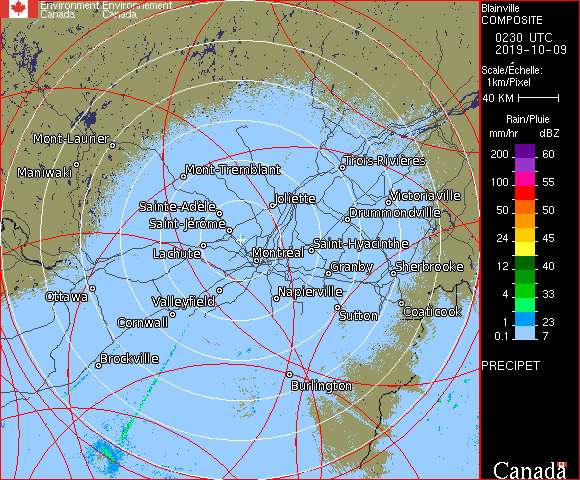 Environment Environnement
Canada Canada
Mont-Laurier
Maniwaki
Mont-Tremblant
Trois-Rivières
Sainte-Adèle
Joliette
Victoriaville
Drummondville
Saint-Jérôme
Lachute
Montréal
Saint-Hyacinthe
Granby
Sherbrooke
Ottawa
Valleyfield
Napierville
Cornwall
Sutton
Coaticook
Brockville
Burlington
Blainville
COMPOSITE
0230 UTC
2019-10-09
Scale/Échelle:
1km/Pixel
40 KM
Rain/Pluie
mm/hr dBZ
200 60
100 55
50 50
24 45
12 40
4 33
1 23
0.1 7
PRECIPET
Canada